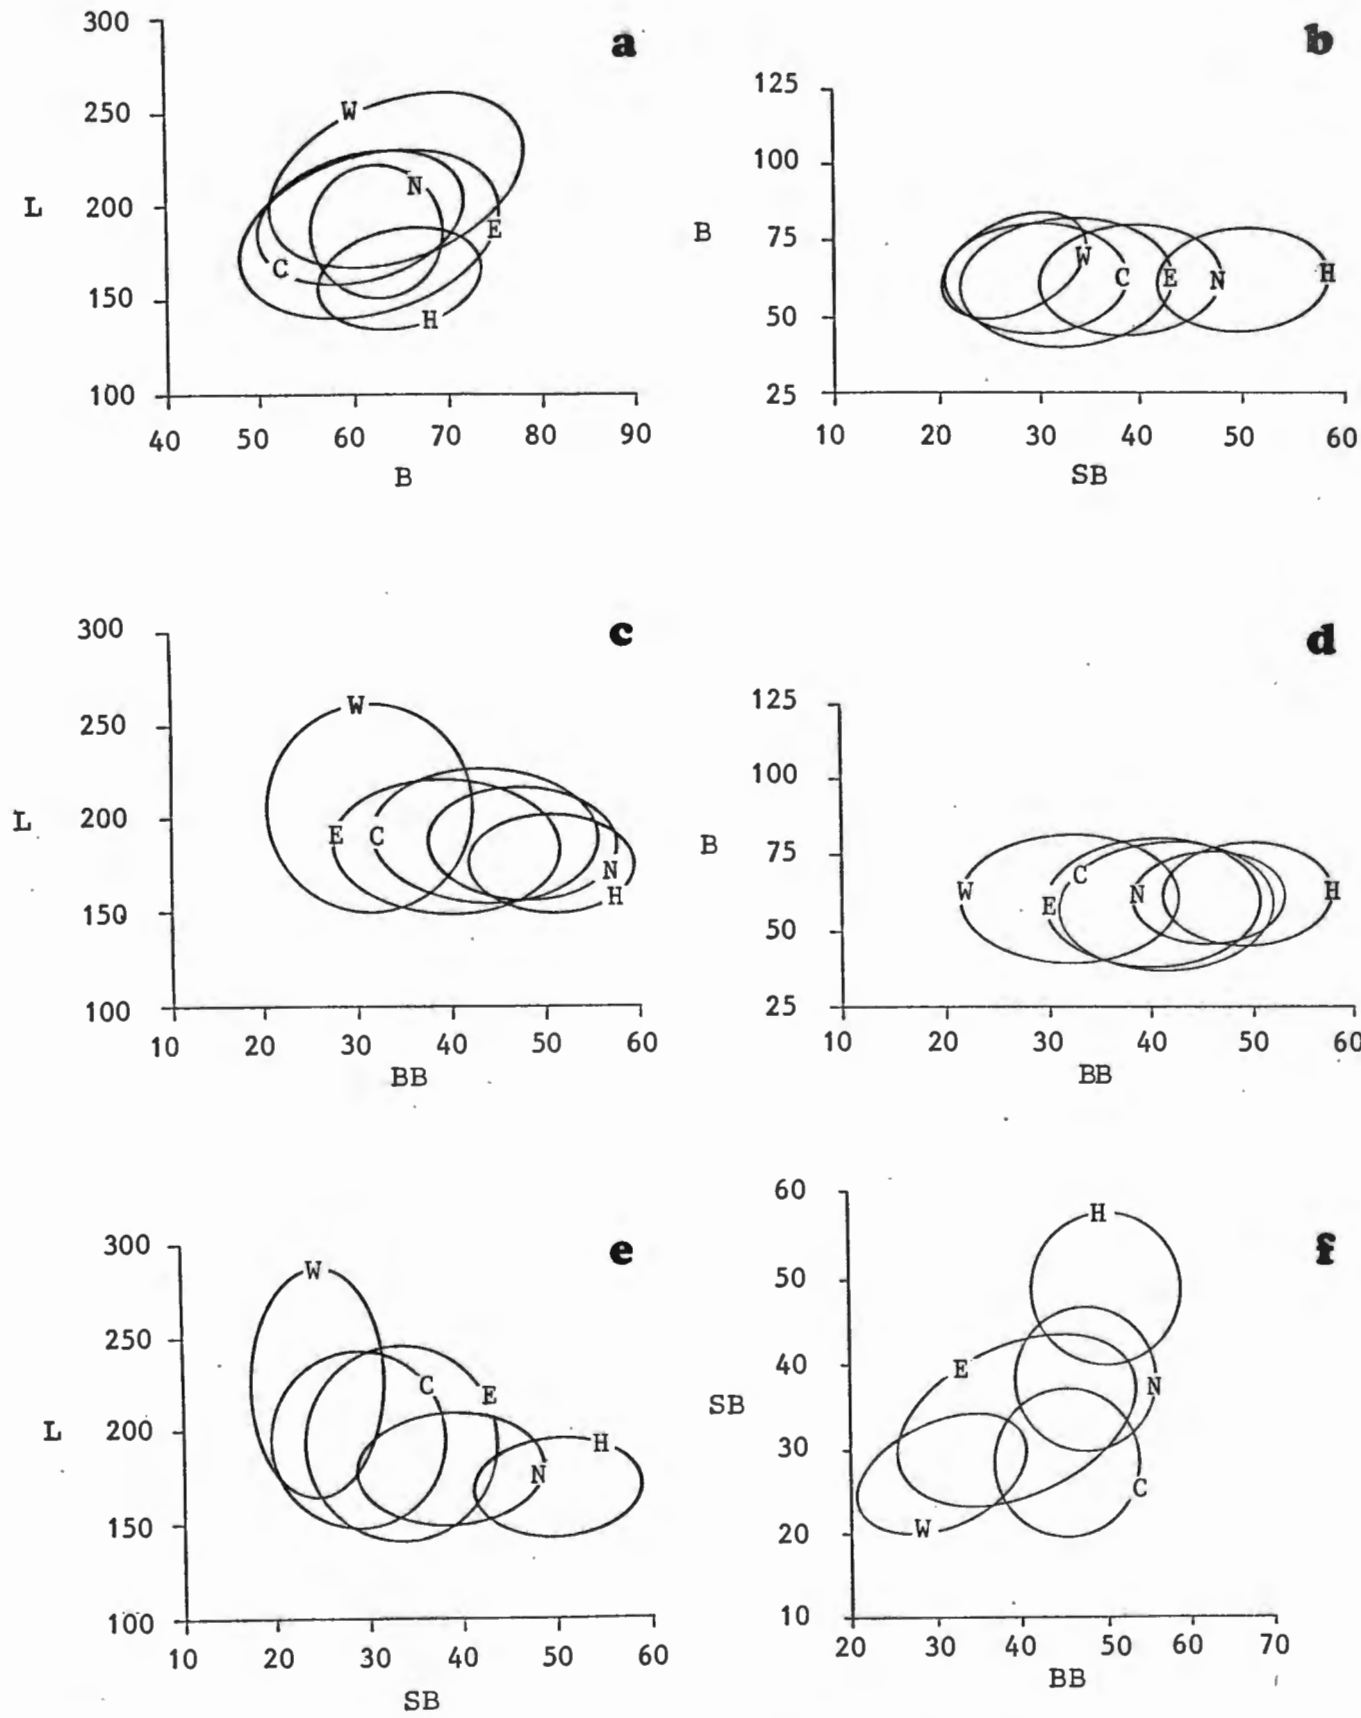 a
300
250
200
150
100
L
W
N
E
C
H
40 50 60 70 80 90
B
b
125
100
75
50
25
B
W C E N H
10 20 30 40 50 60
SB
c
300
250
200
150
100
L
W
E C
N
H
10 20 30 40 50 60
BB
d
125
100
75
50
25
B
W E C N H
10 20 30 40 50 60
BB
e
300
250
200
150
100
L
W
C E
N H
10 20 30 40 50 60
SB
f
60
50
40
30
20
10
SB
H
E
N
C
W
20 30 40 50 60 70
BB